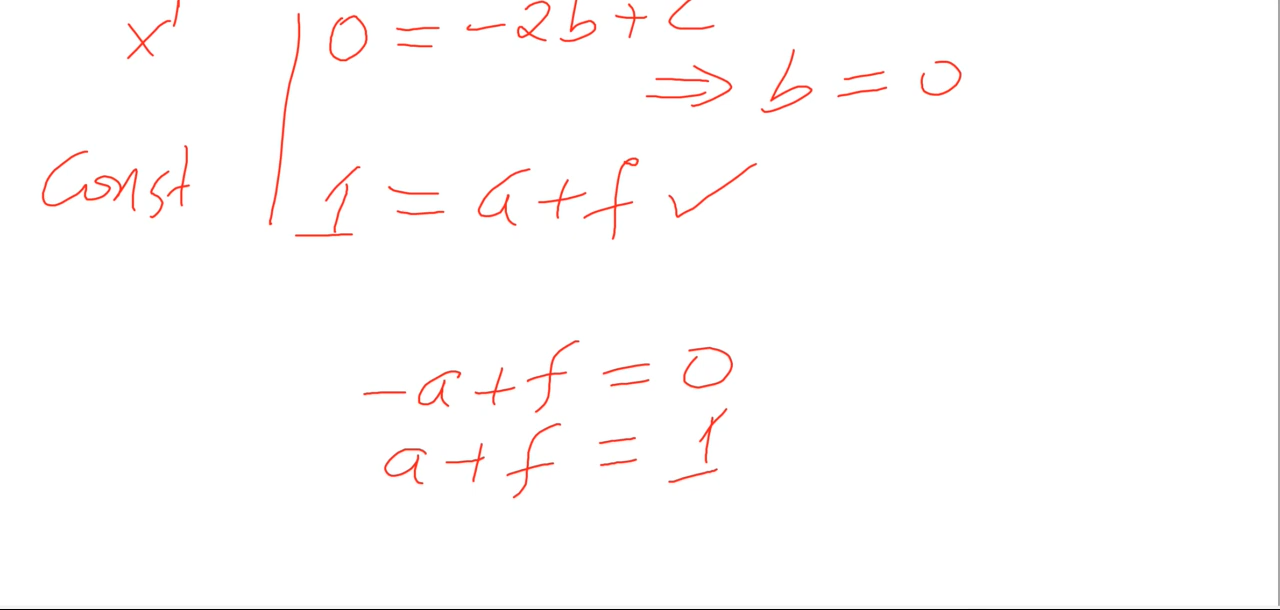 x¹ | 0 = -2b + c
⇒ b = 0
Const | 1 = a + f ✓
-a + f = 0
a + f = 1